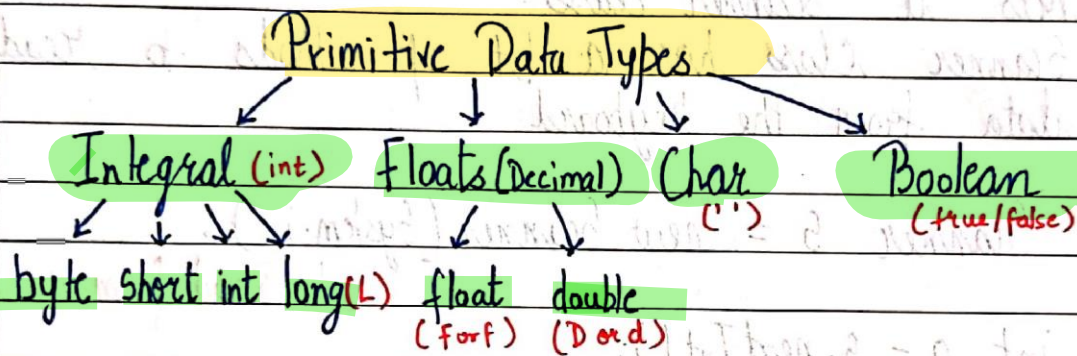 Primitive Data Types
Integral (int) Floats (Decimal) Char Boolean
(' ') (true/false)
byte short int long(L) float double
(F or f) (D or d)